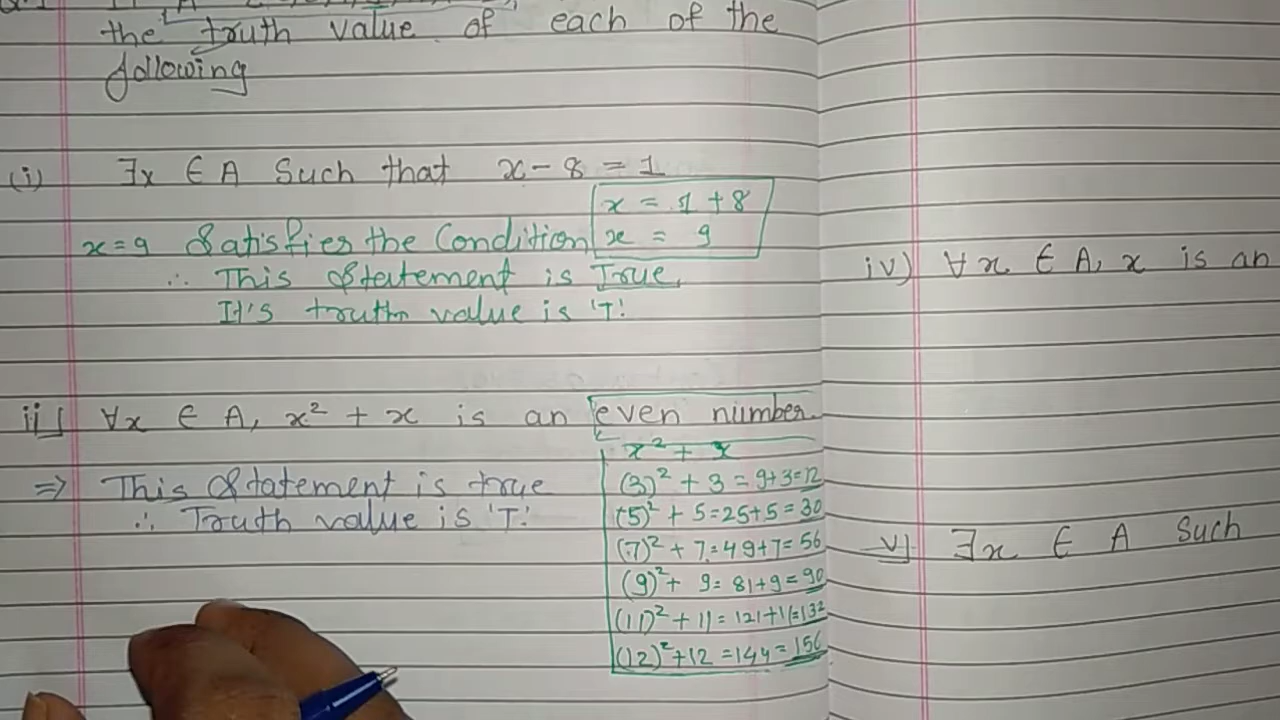 the truth value of each of the
following
(i) ∃x ∈ A Such that x - 8 = 1
x = 1 + 8
x = 9 Satisfies the Condition x = 9
∴ This Statement is True.
It's truth value is 'T'.
ii) ∀x ∈ A, x² + x is an even number.
x² + x
⇒ This Statement is true (3)² + 3 = 9+3=12
∴ Truth value is 'T'. (5)² + 5=25+5=30
(7)² + 7=49+7=56
(9)² + 9= 81+9=90
(11)² + 11= 121+11=132
(12)²+12 =144=156
iv) ∀x ∈ A, x is an
v) ∃x ∈ A Such